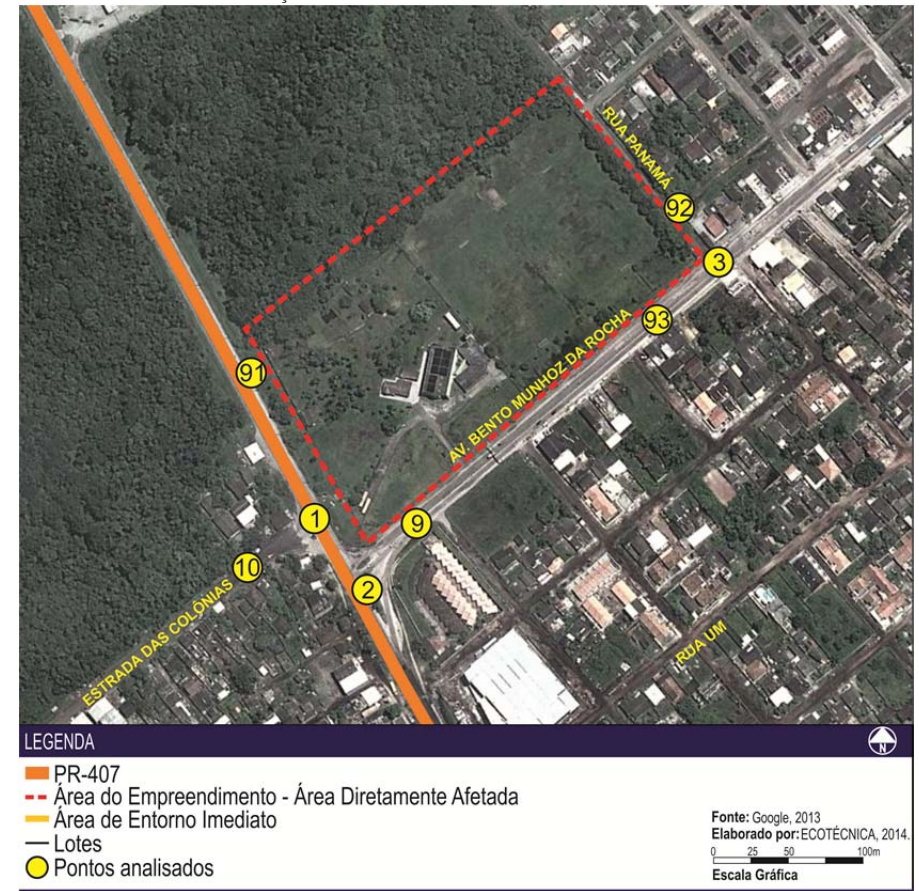 RUA PANAMÁ
92
3
93
AV. BENTO MUNHOZ DA ROCHA
91
1
9
10
2
ESTRADA DAS COLÔNIAS
RUA UM
LEGENDA
N
PR-407
Área do Empreendimento - Área Diretamente Afetada
Área de Entorno Imediato
Lotes
Pontos analisados
Fonte: Google, 2013
Elaborado por: ECOTÉCNICA, 2014.
0 25 50 100m
Escala Gráfica